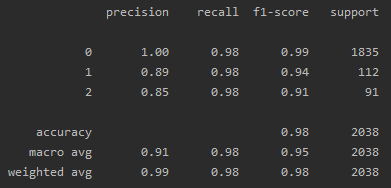 precision recall f1-score support
0 1.00 0.98 0.99 1835
1 0.89 0.98 0.94 112
2 0.85 0.98 0.91 91
accuracy 0.98 2038
macro avg 0.91 0.98 0.95 2038
weighted avg 0.99 0.98 0.98 2038